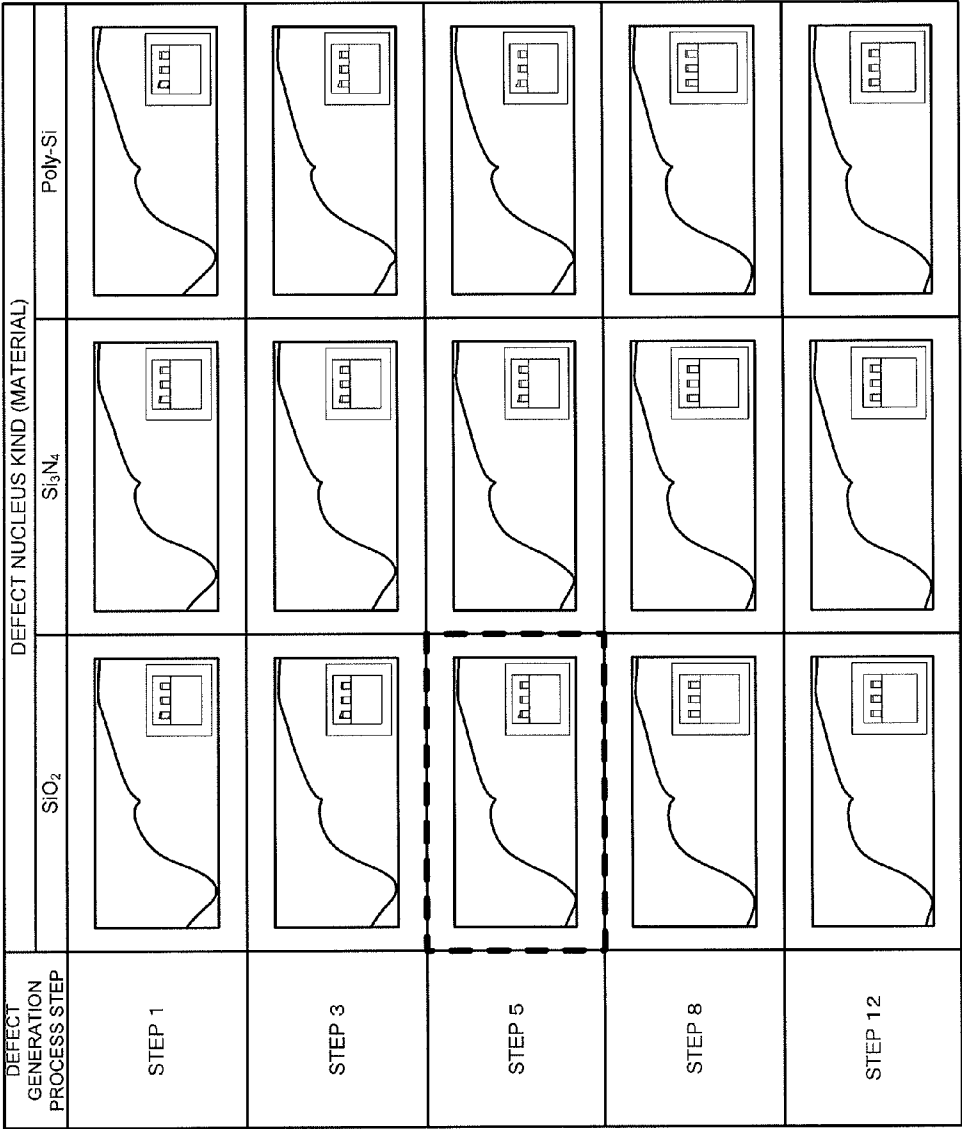 DEFECT
GENERATION
PROCESS STEP
DEFECT NUCLEUS KIND (MATERIAL)
SiO₂
Si₃N₄
Poly-Si
STEP 1
STEP 3
STEP 5
STEP 8
STEP 12